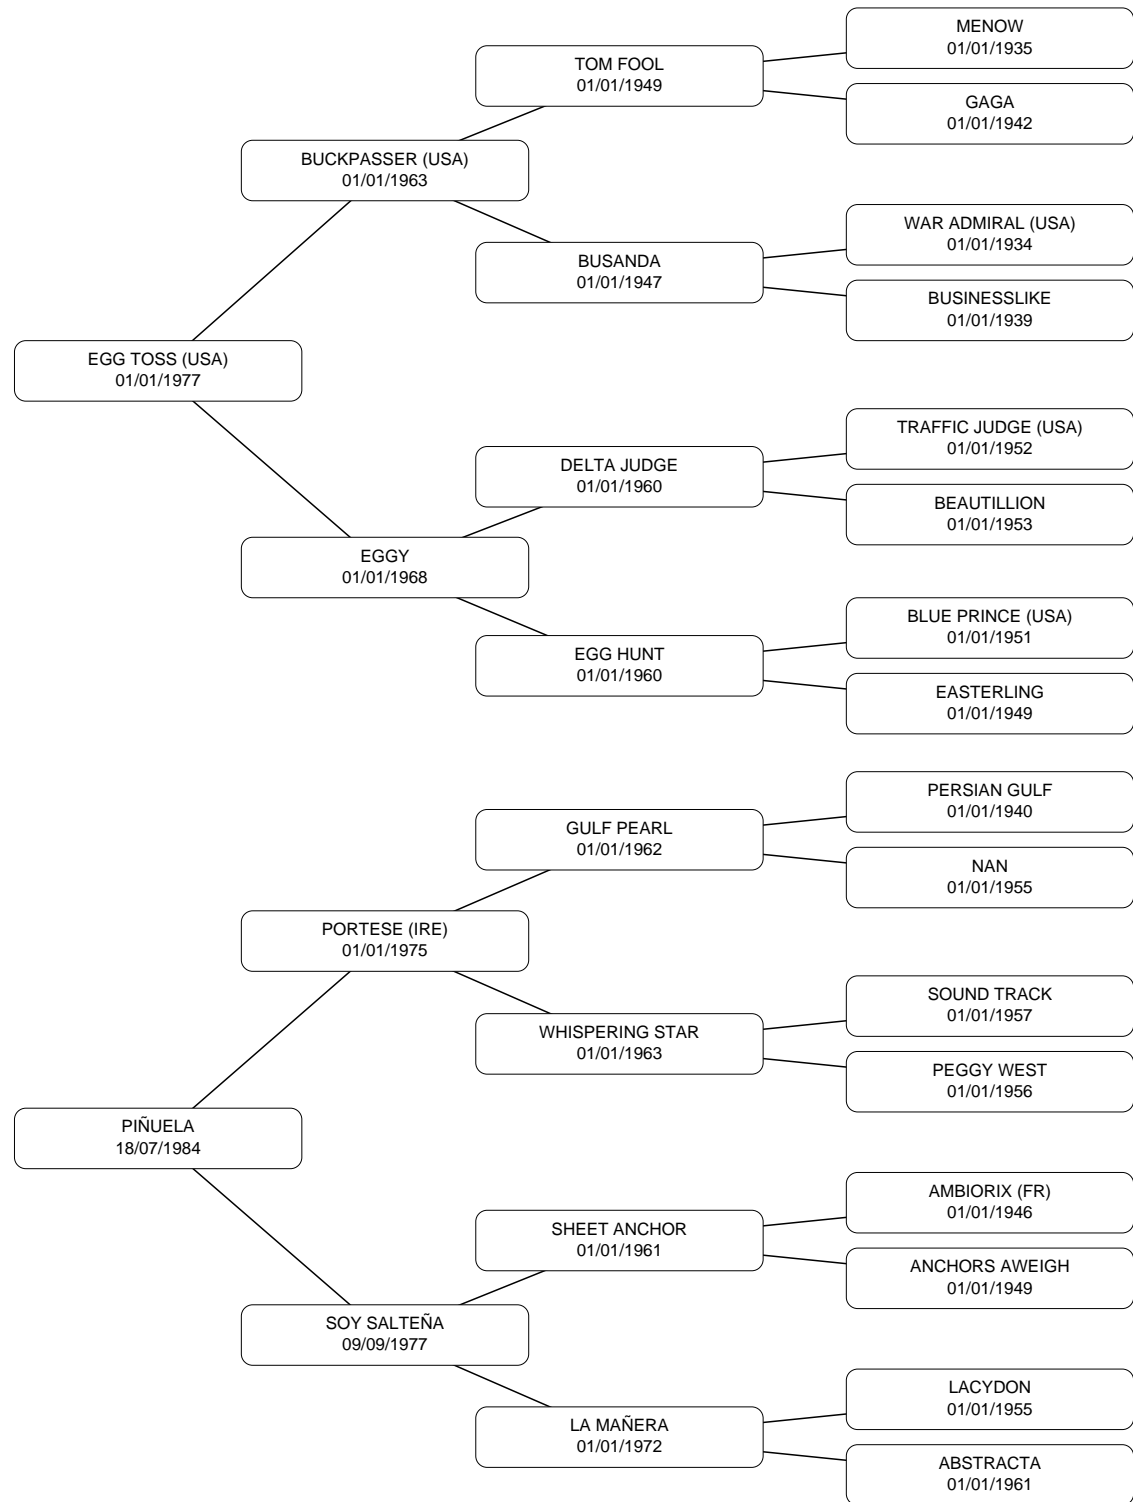 MENOW
01/01/1935
TOM FOOL
01/01/1949
GAGA
01/01/1942
BUCKPASSER (USA)
01/01/1963
WAR ADMIRAL (USA)
01/01/1934
BUSANDA
01/01/1947
BUSINESSLIKE
01/01/1939
EGG TOSS (USA)
01/01/1977
TRAFFIC JUDGE (USA)
01/01/1952
DELTA JUDGE
01/01/1960
BEAUTILLION
01/01/1953
EGGY
01/01/1968
BLUE PRINCE (USA)
01/01/1951
EGG HUNT
01/01/1960
EASTERLING
01/01/1949
PERSIAN GULF
01/01/1940
GULF PEARL
01/01/1962
NAN
01/01/1955
PORTESE (IRE)
01/01/1975
SOUND TRACK
01/01/1957
WHISPERING STAR
01/01/1963
PEGGY WEST
01/01/1956
PIÑUELA
18/07/1984
AMBIORIX (FR)
01/01/1946
SHEET ANCHOR
01/01/1961
ANCHORS AWEIGH
01/01/1949
SOY SALTEÑA
09/09/1977
LACYDON
01/01/1955
LA MAÑERA
01/01/1972
ABSTRACTA
01/01/1961